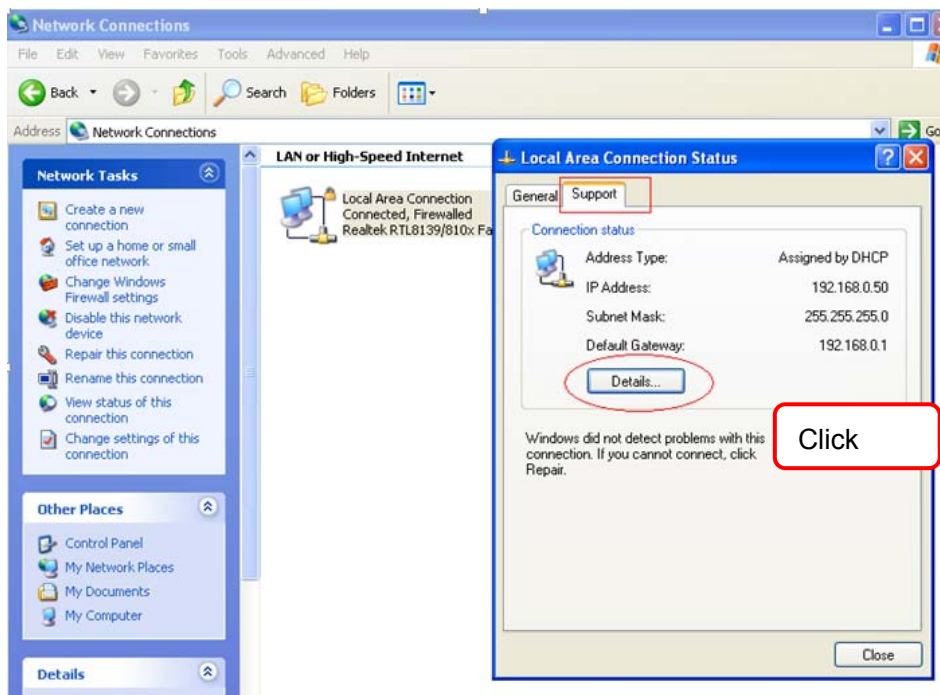 Network Connections
File Edit View Favorites Tools Advanced Help
Back Search Folders
Address Network Connections Go
Network Tasks
Create a new
connection
Set up a home or small
office network
Change Windows
Firewall settings
Disable this network
device
Repair this connection
Rename this connection
View status of this
connection
Change settings of this
connection
Other Places
Control Panel
My Network Places
My Documents
My Computer
Details
LAN or High-Speed Internet
Local Area Connection
Connected, Firewalled
Realtek RTL8139/810x Fa
Local Area Connection Status
General Support
Connection status
Address Type: Assigned by DHCP
IP Address: 192.168.0.50
Subnet Mask: 255.255.255.0
Default Gateway: 192.168.0.1
Details...
Windows did not detect problems with this
connection. If you cannot connect, click
Repair.
Click
Close